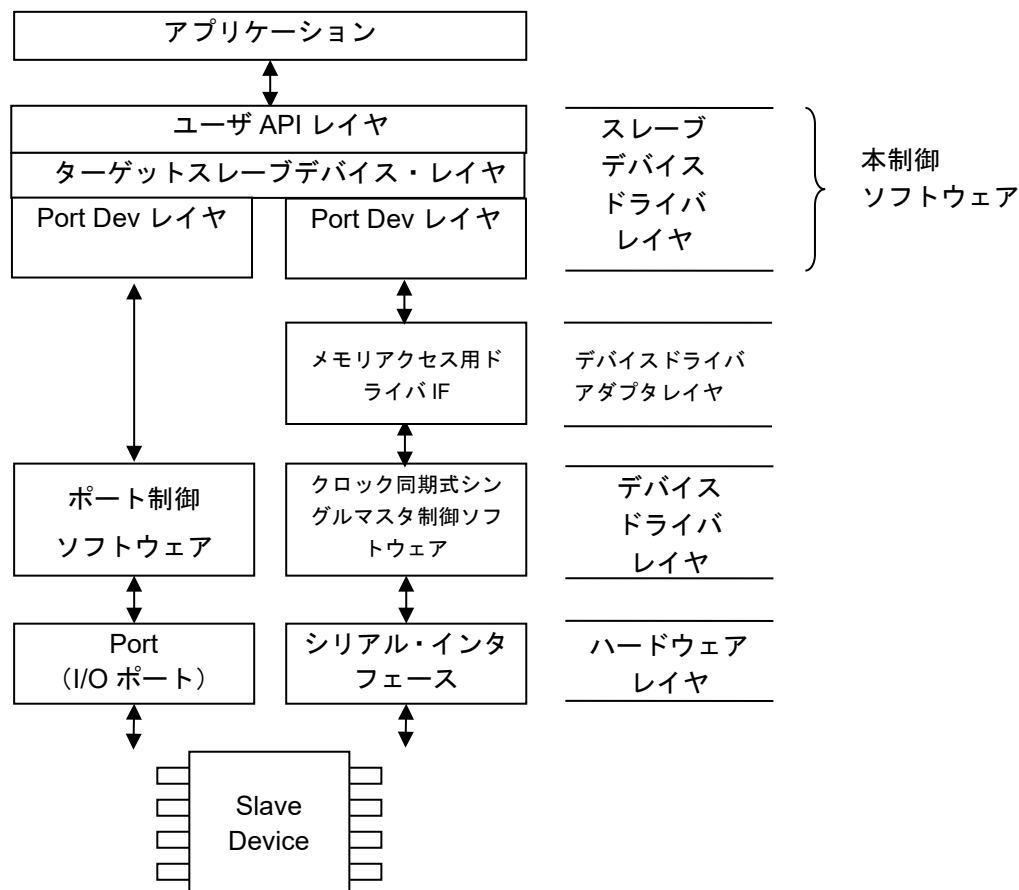 アプリケーション
ユーザ API レイヤ
ターゲットスレーブデバイス・レイヤ
Port Dev レイヤ
Port Dev レイヤ
スレーブ
デバイス
ドライバ
レイヤ
本制御
ソフトウェア
メモリアクセス用ド
ライバ IF
デバイスドライバ
アダプタレイヤ
ポート制御
ソフトウェア
クロック同期式シン
グルマスタ制御ソフ
トウェア
デバイス
ドライバ
レイヤ
Port
（I/O ポート）
シリアル・インタ
フェース
ハードウェア
レイヤ
Slave
Device